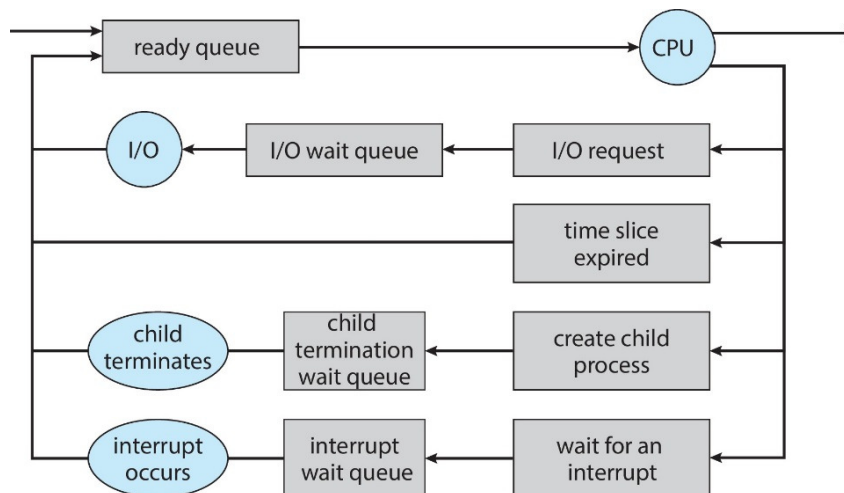 ready queue
CPU
I/O
I/O wait queue
I/O request
time slice
expired
child
terminates
child
termination
wait queue
create child
process
interrupt
occurs
interrupt
wait queue
wait for an
interrupt